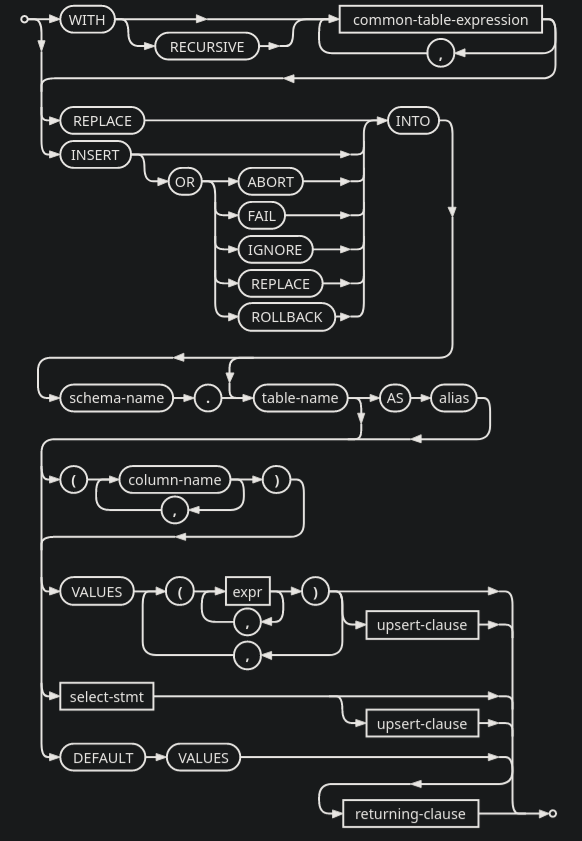 WITH common-table-expression
RECURSIVE ,
REPLACE INTO
INSERT
OR ABORT
FAIL
IGNORE
REPLACE
ROLLBACK
schema-name . table-name AS alias
( column-name )
,
VALUES ( expr )
, upsert-clause
,
select-stmt
upsert-clause
DEFAULT VALUES
returning-clause